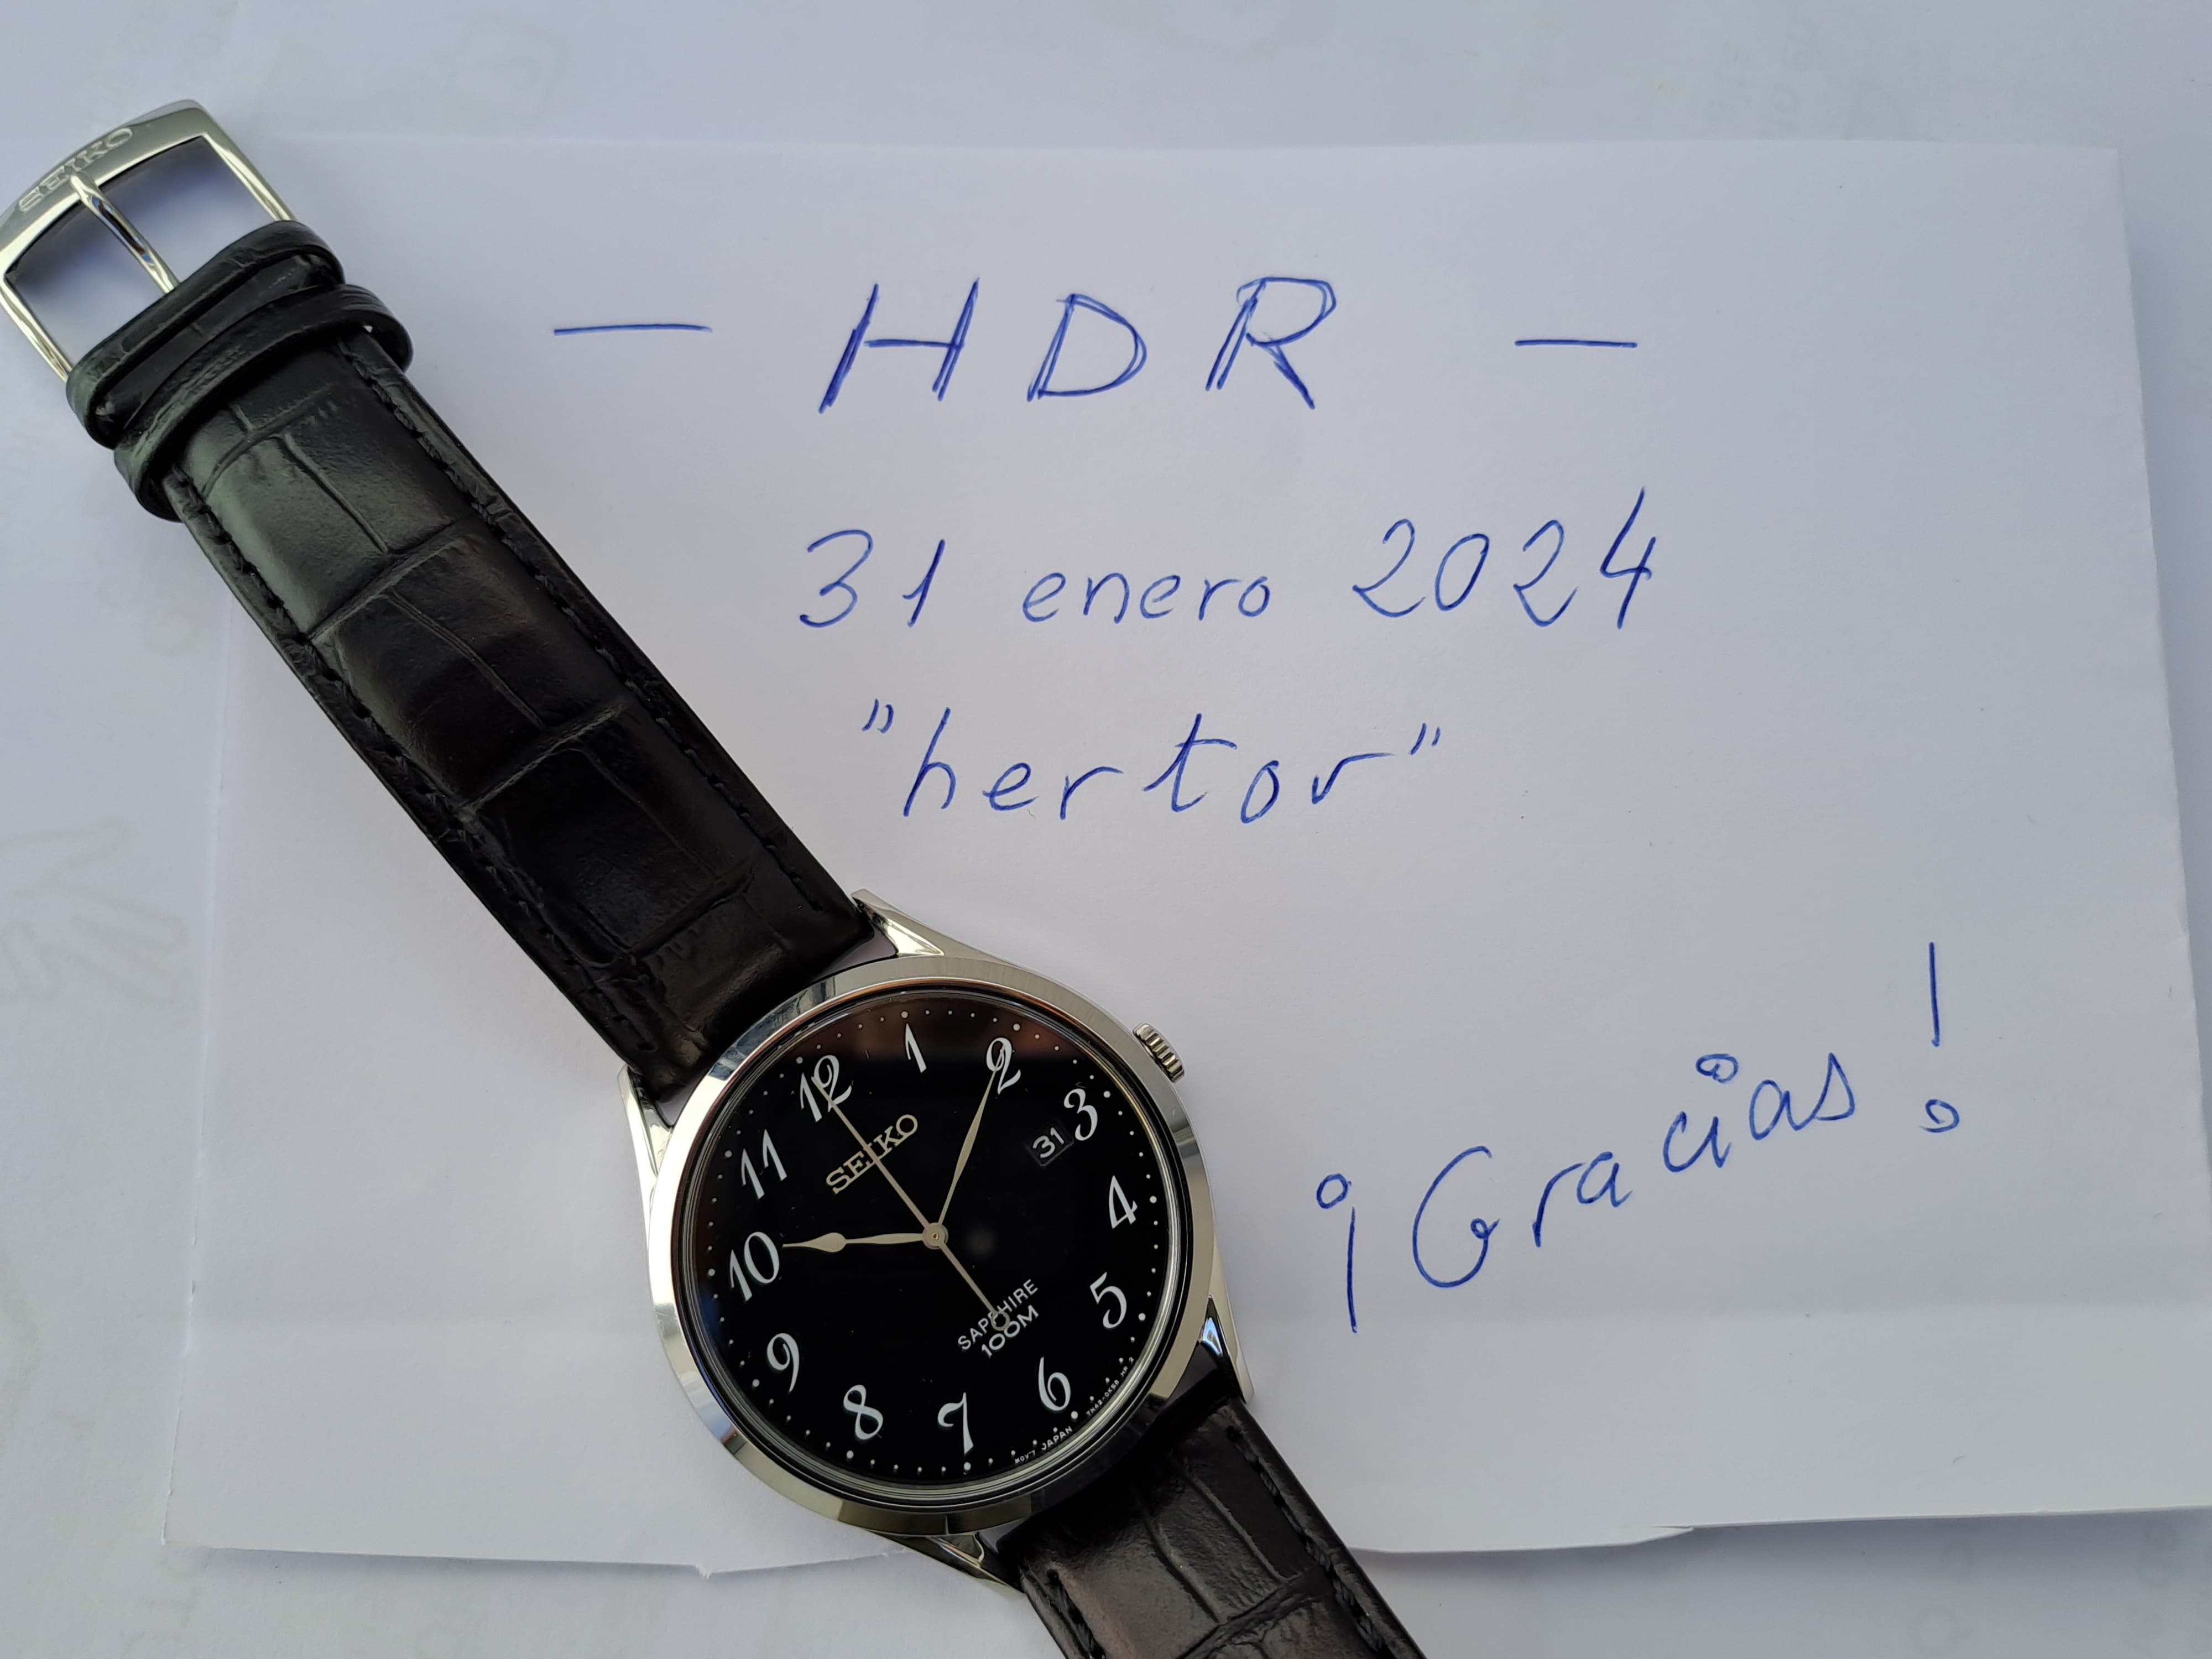 SEIKO
— HDR —
31 enero 2024
"hertor"
¡Gracias!
12
1
2
3
4
5
6
7
8
9
10
11
SEIKO
31
SAPPHIRE
100M
MOV'T JAPAN